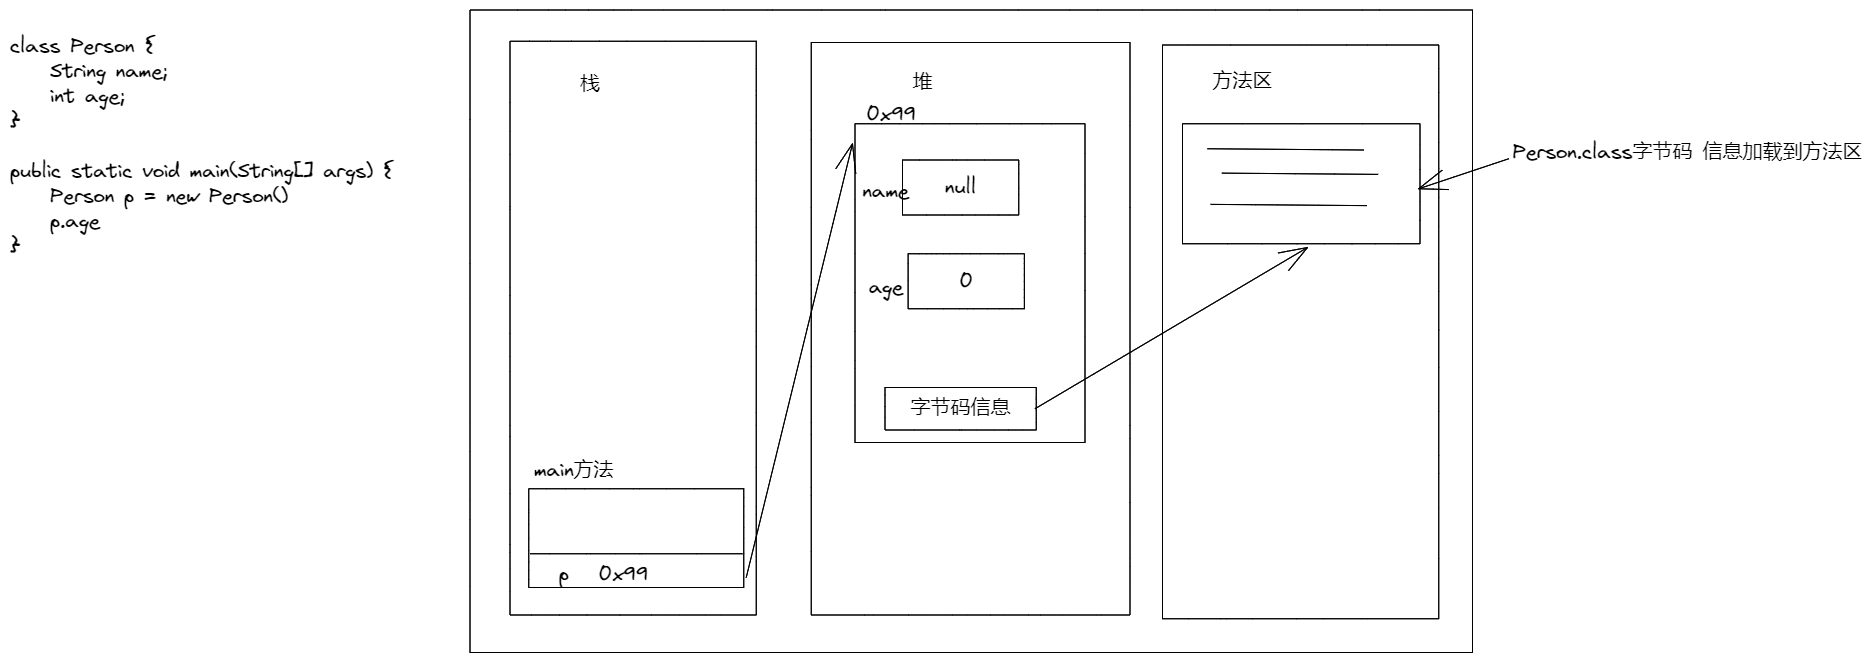 class Person {
String name;
int age;
}
public static void main(String[] args) {
Person p = new Person()
p.age
}
栈
堆
方法区
0x99
name
null
age
0
字节码信息
main方法
p 0x99
Person.class字节码 信息加载到方法区